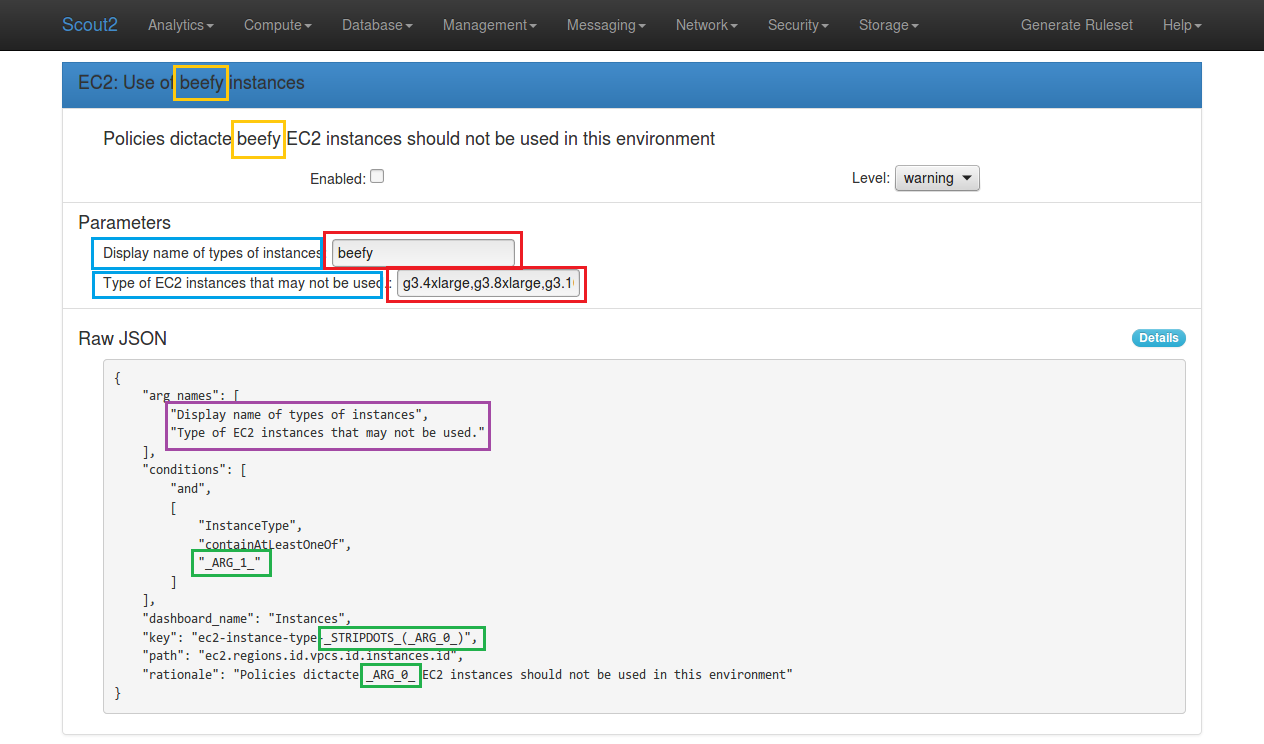 Scout2 Analytics Compute Database Management Messaging Network Security Storage Generate Ruleset Help
EC2: Use of beefy instances
Policies dictacte beefy EC2 instances should not be used in this environment
Enabled: Level: warning
Parameters
Display name of types of instances beefy
Type of EC2 instances that may not be used.: g3.4xlarge,g3.8xlarge,g3.1
Raw JSON Details
{
"arg_names": [
"Display name of types of instances",
"Type of EC2 instances that may not be used."
],
"conditions": [
"and",
[
"InstanceType",
"containAtLeastOneOf",
"_ARG_1_"
]
],
"dashboard_name": "Instances",
"key": "ec2-instance-type-_STRIPDOTS_(_ARG_0_)",
"path": "ec2.regions.id.vpcs.id.instances.id",
"rationale": "Policies dictacte _ARG_0_ EC2 instances should not be used in this environment"
}